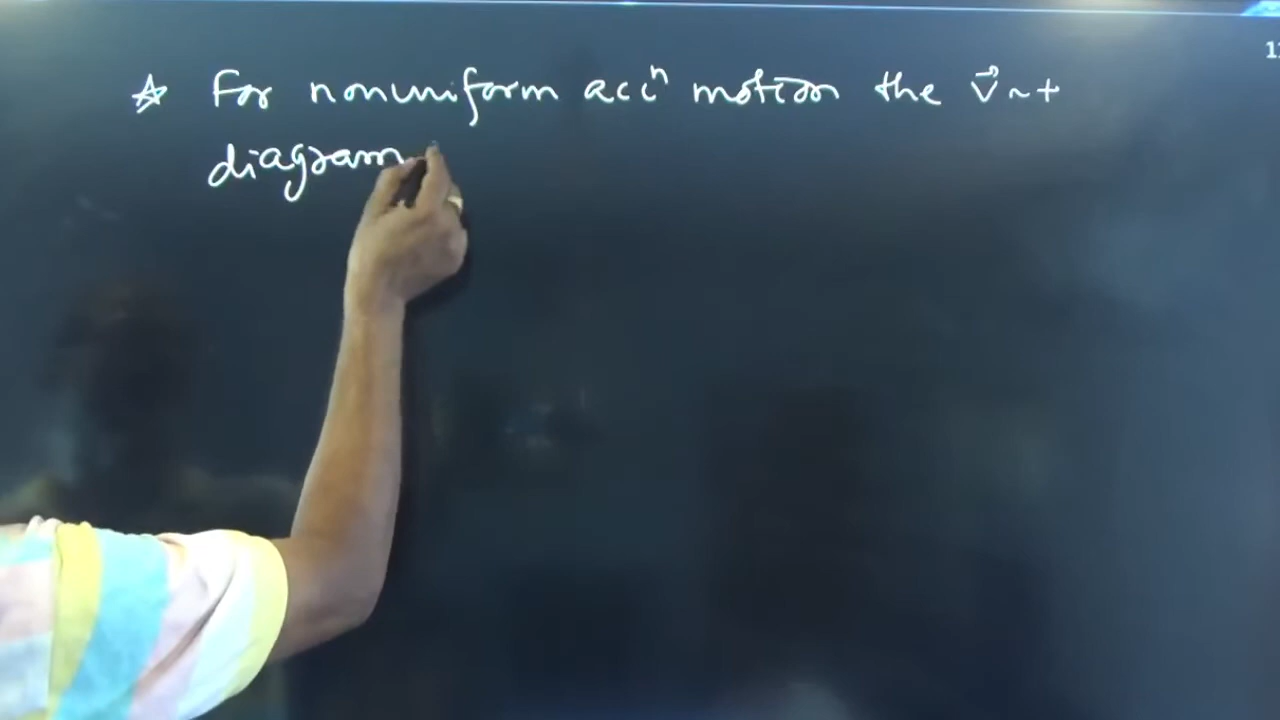 ☆ For nonuniform accⁿ motion the v⃗ ~ t
diagram